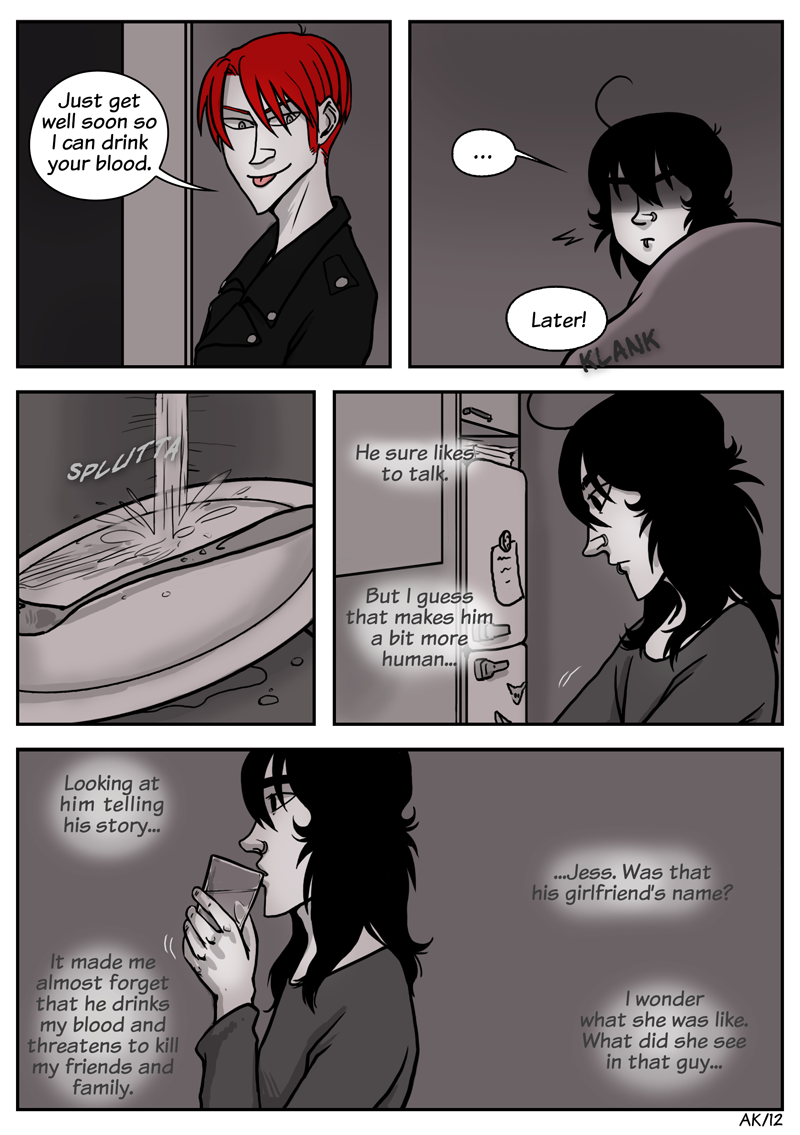 Just get
well soon so
I can drink
your blood.
...
Later!
KLANK
SPLUTTA
He sure likes
to talk.
But I guess
that makes him
a bit more
human...
Looking at
him telling
his story...
It made me
almost forget
that he drinks
my blood and
threatens to kill
my friends and
family.
...Jess. Was that
his girlfriend's name?
I wonder
what she was like.
What did she see
in that guy...
AK/12